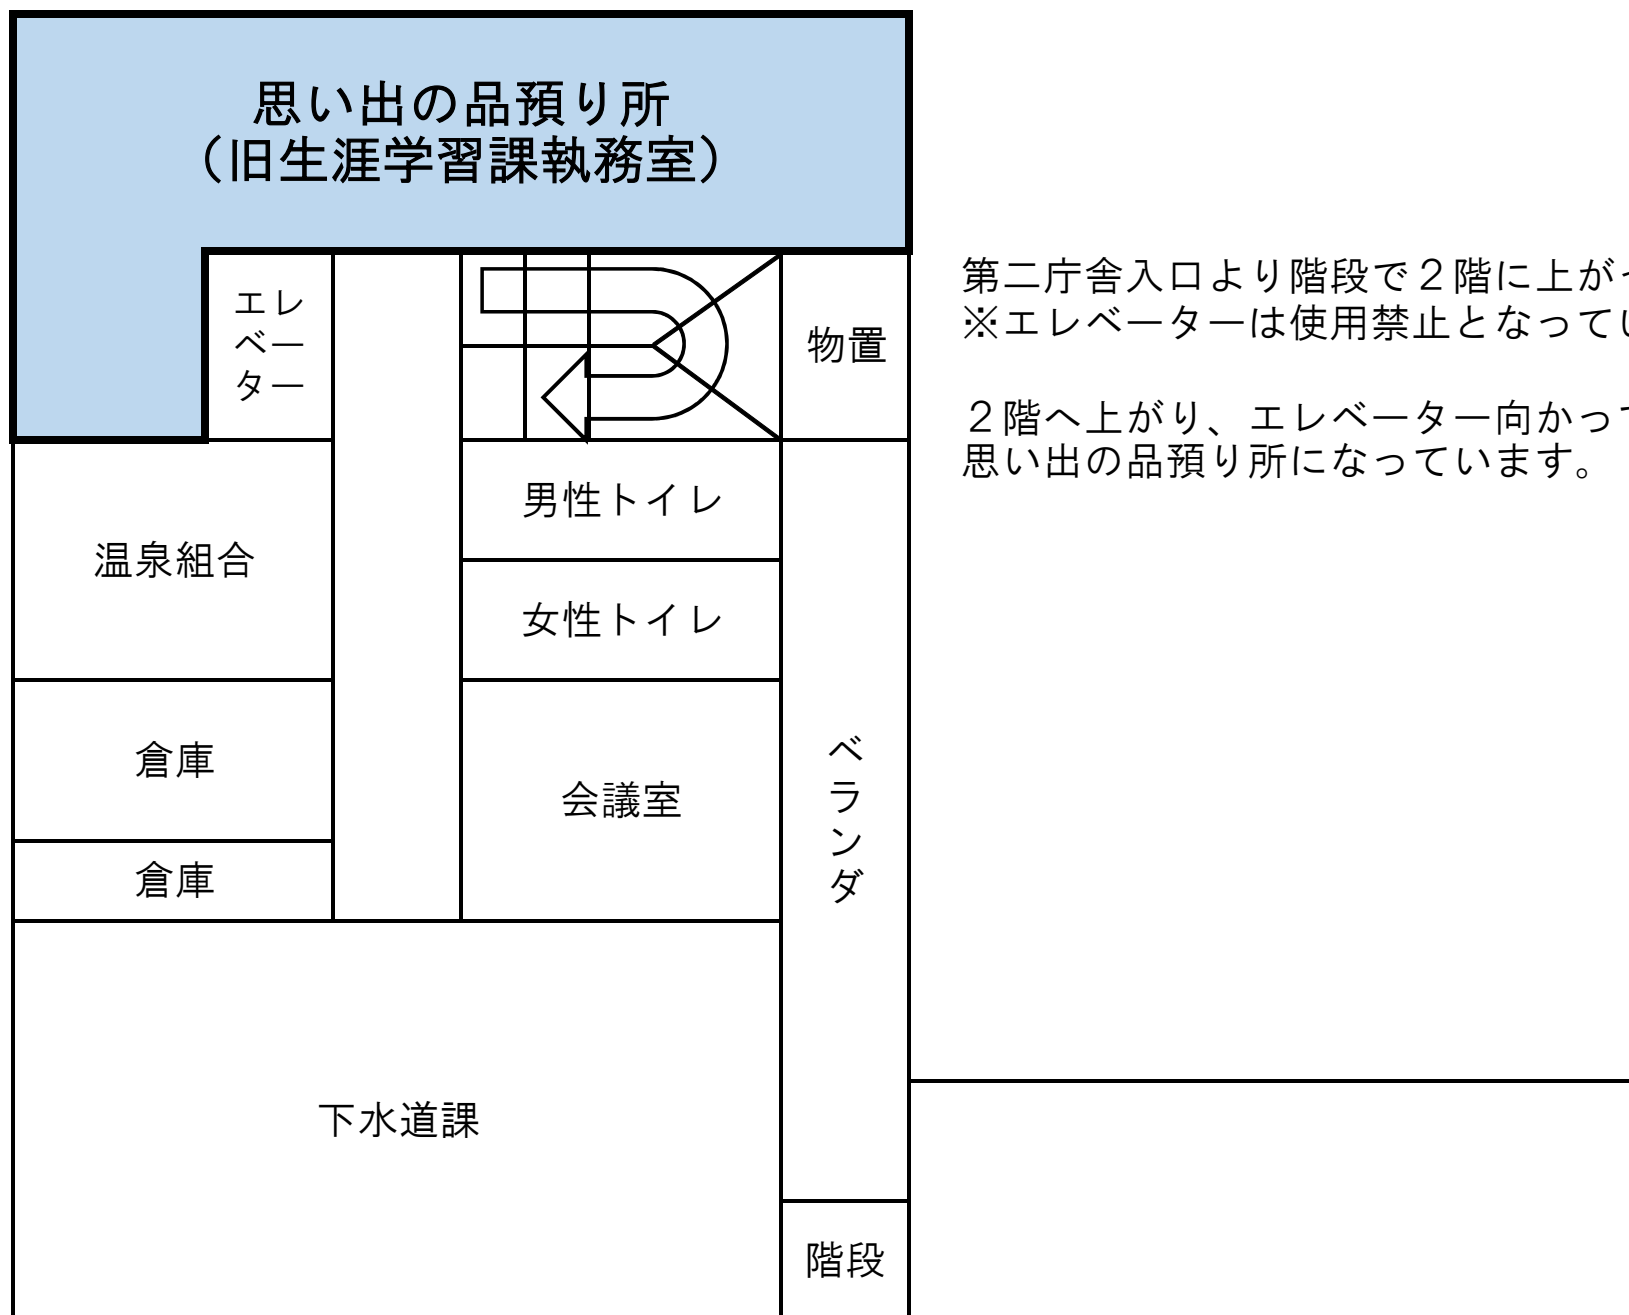 思い出の品預り所
（旧生涯学習課執務室）
エレ
ベー
ター
物置
第二庁舎入口より階段で２階に上が
※エレベーターは使用禁止となって
２階へ上がり、エレベーター向かって
思い出の品預り所になっています。
男性トイレ
温泉組合
女性トイレ
倉庫
会議室
ベランダ
倉庫
下水道課
階段